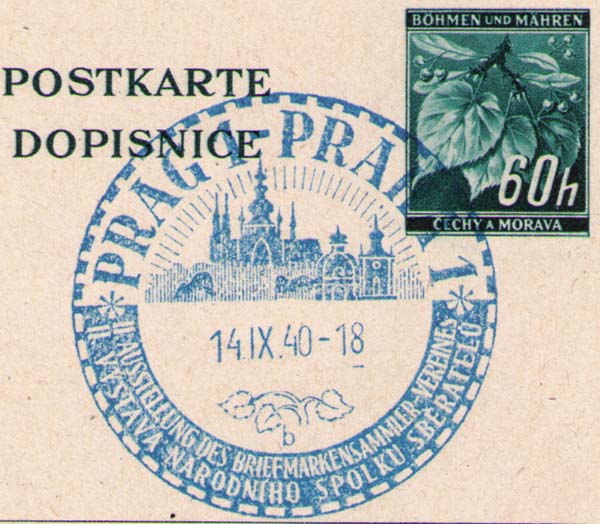 POSTKARTE
DOPISNICE
BÖHMEN UND MÄHREN
60h
ČECHY A MORAVA
PRAG 1 - PRAHA 1
14.IX.40-18
II. AUSSTELLUNG DES BRIEFMARKENSAMMLER-VEREINES
II. VÝSTAVA NÁRODNÍHO SPOLKU SBĚRATELŮ
b